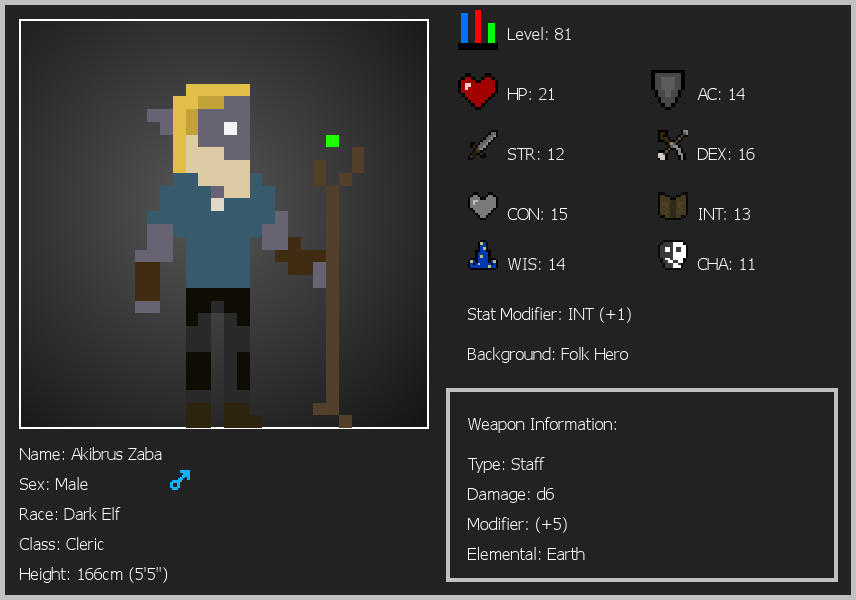 Level: 81
HP: 21
AC: 14
STR: 12
DEX: 16
CON: 15
INT: 13
WIS: 14
CHA: 11
Stat Modifier: INT (+1)
Background: Folk Hero
Weapon Information:
Type: Staff
Damage: d6
Modifier: (+5)
Elemental: Earth
Name: Akibrus Zaba
Sex: Male
Race: Dark Elf
Class: Cleric
Height: 166cm (5'5")